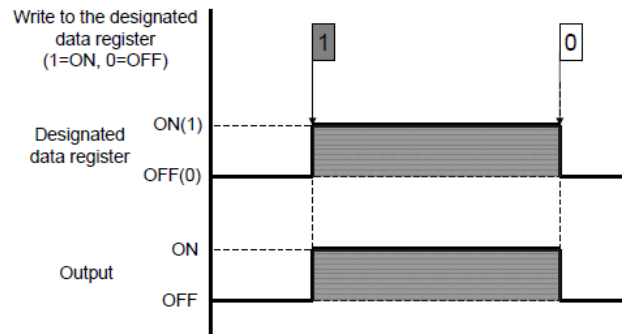 Write to the designated
data register
(1=ON, 0=OFF)
1
0
Designated
data register
ON(1)
OFF(0)
Output
ON
OFF